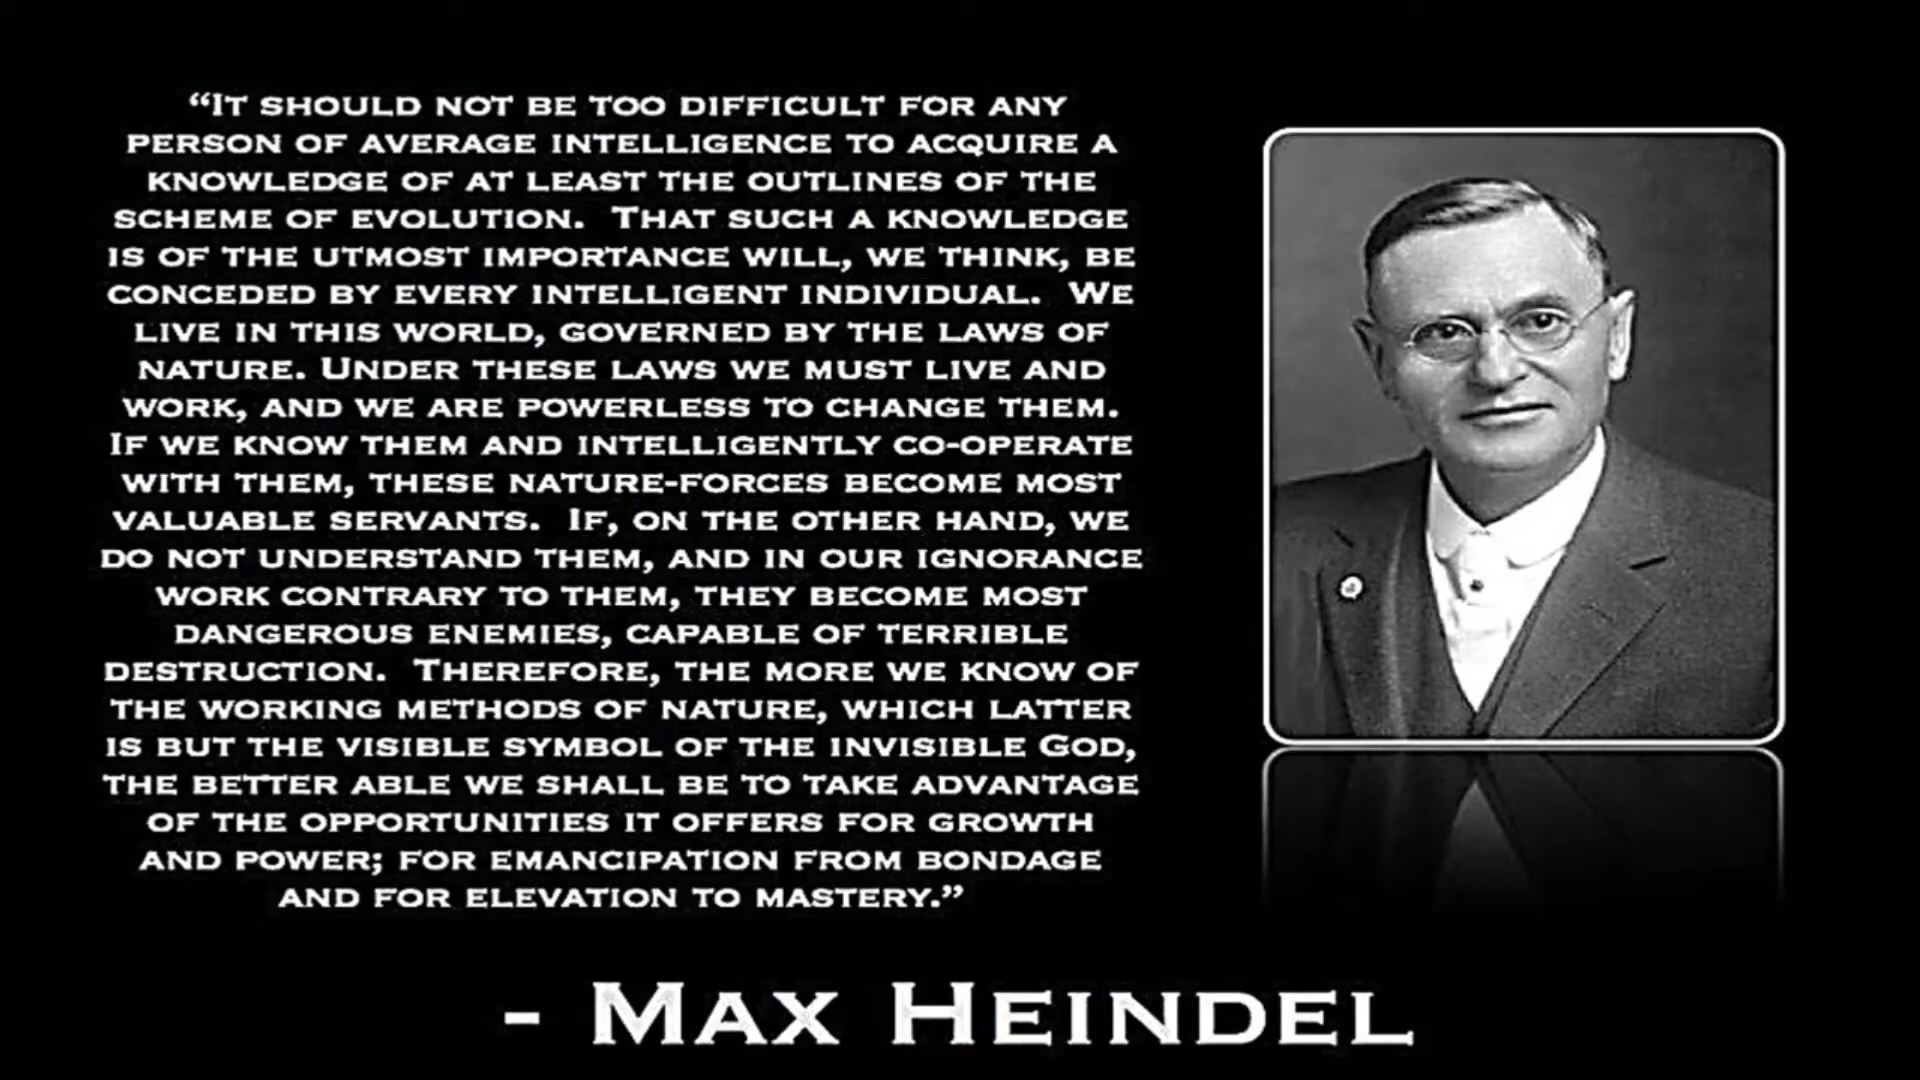 “It should not be too difficult for any
person of average intelligence to acquire a
knowledge of at least the outlines of the
scheme of evolution. That such a knowledge
is of the utmost importance will, we think, be
conceded by every intelligent individual. We
live in this world, governed by the laws of
nature. Under these laws we must live and
work, and we are powerless to change them.
If we know them and intelligently co-operate
with them, these nature-forces become most
valuable servants. If, on the other hand, we
do not understand them, and in our ignorance
work contrary to them, they become most
dangerous enemies, capable of terrible
destruction. Therefore, the more we know of
the working methods of nature, which latter
is but the visible symbol of the invisible God,
the better able we shall be to take advantage
of the opportunities it offers for growth
and power; for emancipation from bondage
and for elevation to mastery.”
- Max Heindel